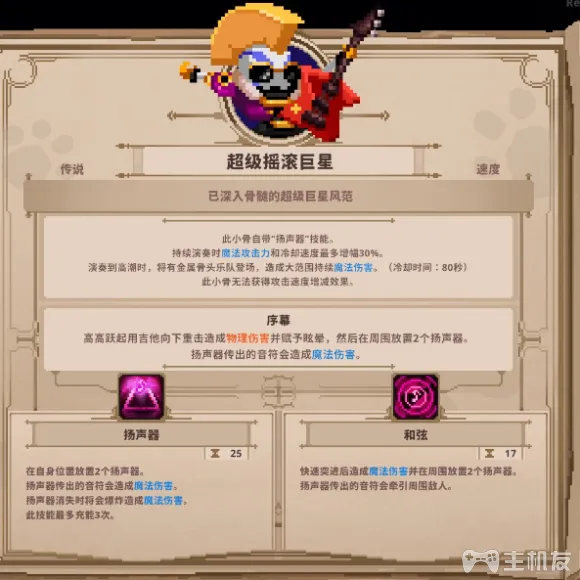 Re
超级摇滚巨星
传说
速度
已深入骨髓的超级巨星风范
此小骨自带“扬声器”技能。
持续演奏时魔法攻击力和冷却速度最多增幅30%。
演奏到高潮时，将有金属骨头乐队登场，造成大范围持续魔法伤害。（冷却时间：80秒）
此小骨无法获得攻击速度增减效果。
序幕
高高跃起用吉他向下重击造成物理伤害并赋予眩晕，然后在周围放置2个扬声器。
扬声器传出的音符会造成魔法伤害。
扬声器
25
在自身位置放置2个扬声器。
扬声器传出的音符会造成魔法伤害。
扬声器消失时将会爆炸造成魔法伤害。
此技能最多充能3次。
和弦
17
快速突进后造成魔法伤害并在周围放置2个扬声器。
扬声器传出的音符会牵引周围敌人。
主机友